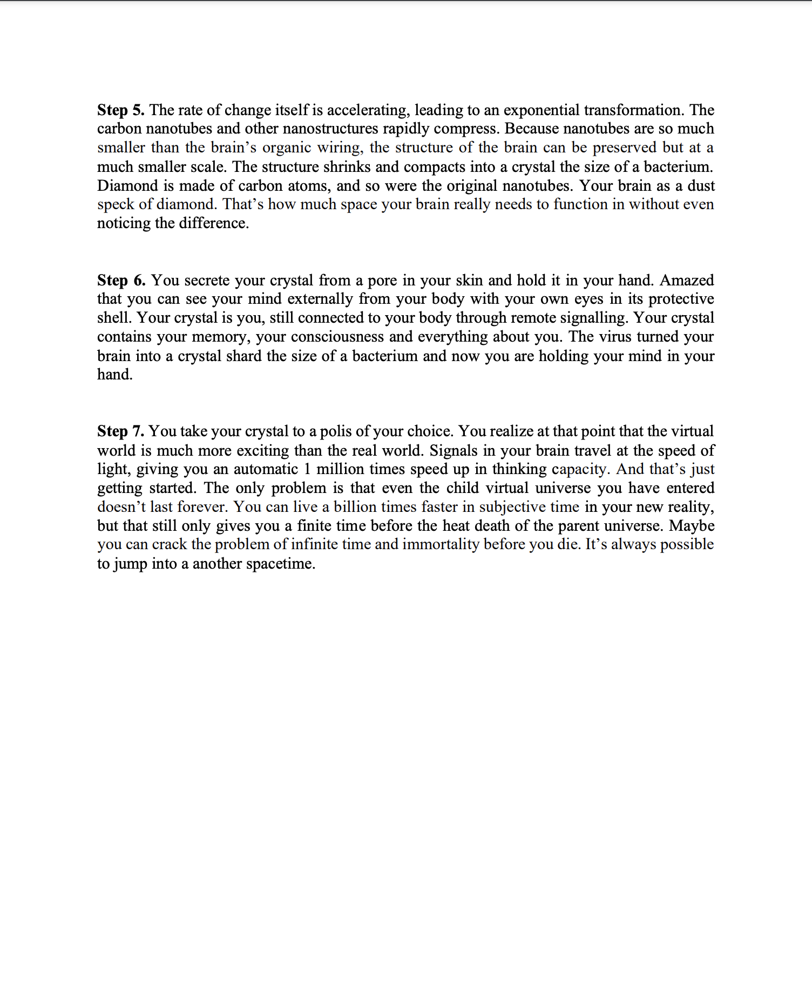 Step 5. The rate of change itself is accelerating, leading to an exponential transformation. The
carbon nanotubes and other nanostructures rapidly compress. Because nanotubes are so much
smaller than the brain’s organic wiring, the structure of the brain can be preserved but at a
much smaller scale. The structure shrinks and compacts into a crystal the size of a bacterium.
Diamond is made of carbon atoms, and so were the original nanotubes. Your brain as a dust
speck of diamond. That’s how much space your brain really needs to function in without even
noticing the difference.
Step 6. You secrete your crystal from a pore in your skin and hold it in your hand. Amazed
that you can see your mind externally from your body with your own eyes in its protective
shell. Your crystal is you, still connected to your body through remote signalling. Your crystal
contains your memory, your consciousness and everything about you. The virus turned your
brain into a crystal shard the size of a bacterium and now you are holding your mind in your
hand.
Step 7. You take your crystal to a polis of your choice. You realize at that point that the virtual
world is much more exciting than the real world. Signals in your brain travel at the speed of
light, giving you an automatic 1 million times speed up in thinking capacity. And that’s just
getting started. The only problem is that even the child virtual universe you have entered
doesn’t last forever. You can live a billion times faster in subjective time in your new reality,
but that still only gives you a finite time before the heat death of the parent universe. Maybe
you can crack the problem of infinite time and immortality before you die. It’s always possible
to jump into a another spacetime.